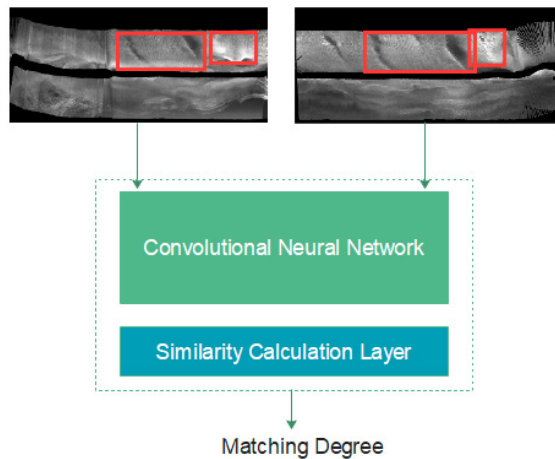 Convolutional Neural Network
Similarity Calculation Layer
Matching Degree